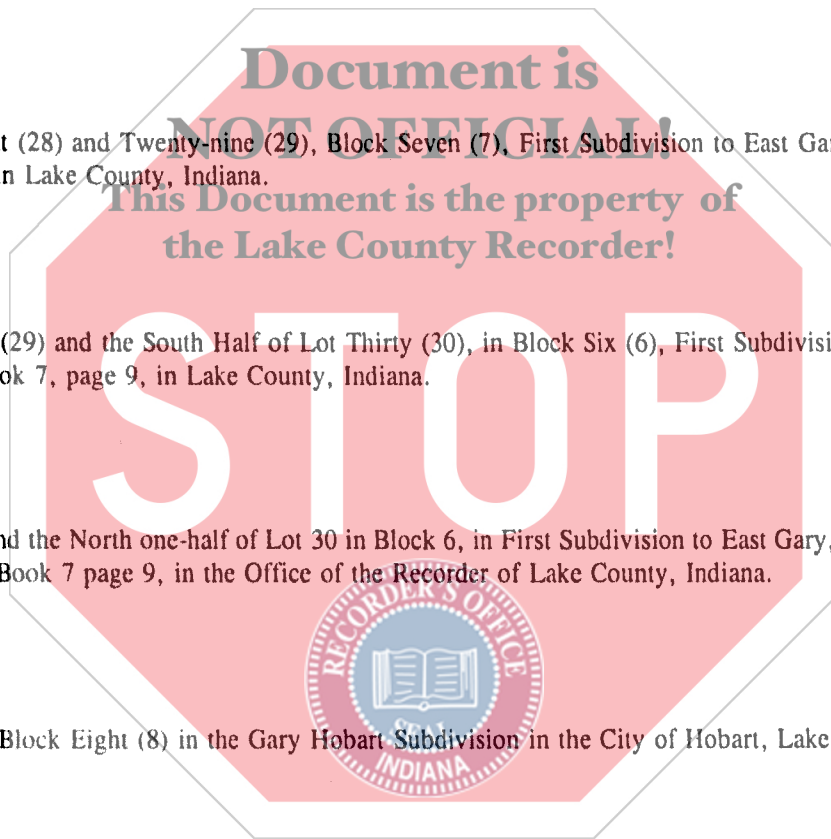 Document is
NOT OFFICIAL!
t (28) and Twenty-nine (29), Block Seven (7), First Subdivision to East Ga
n Lake County, Indiana.
This Document is the property of
the Lake County Recorder!
(29) and the South Half of Lot Thirty (30), in Block Six (6), First Subdivisi
ok 7, page 9, in Lake County, Indiana.
STOP
nd the North one-half of Lot 30 in Block 6, in First Subdivision to East Gary,
Book 7 page 9, in the Office of the Recorder of Lake County, Indiana.
RECORDER'S OFFICE
SEAL
INDIANA
Block Eight (8) in the Gary Hobart Subdivision in the City of Hobart, Lake